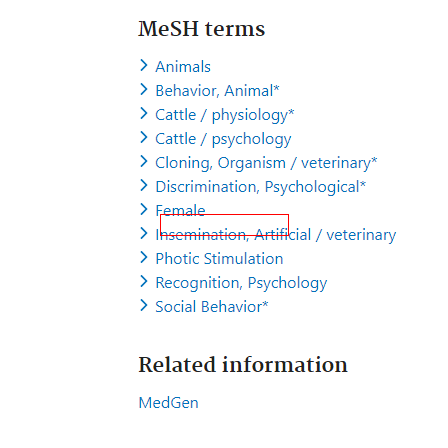 MeSH terms
Animals
Behavior, Animal*
Cattle / physiology*
Cattle / psychology
Cloning, Organism / veterinary*
Discrimination, Psychological*
Female
Insemination, Artificial / veterinary
Photic Stimulation
Recognition, Psychology
Social Behavior*
Related information
MedGen